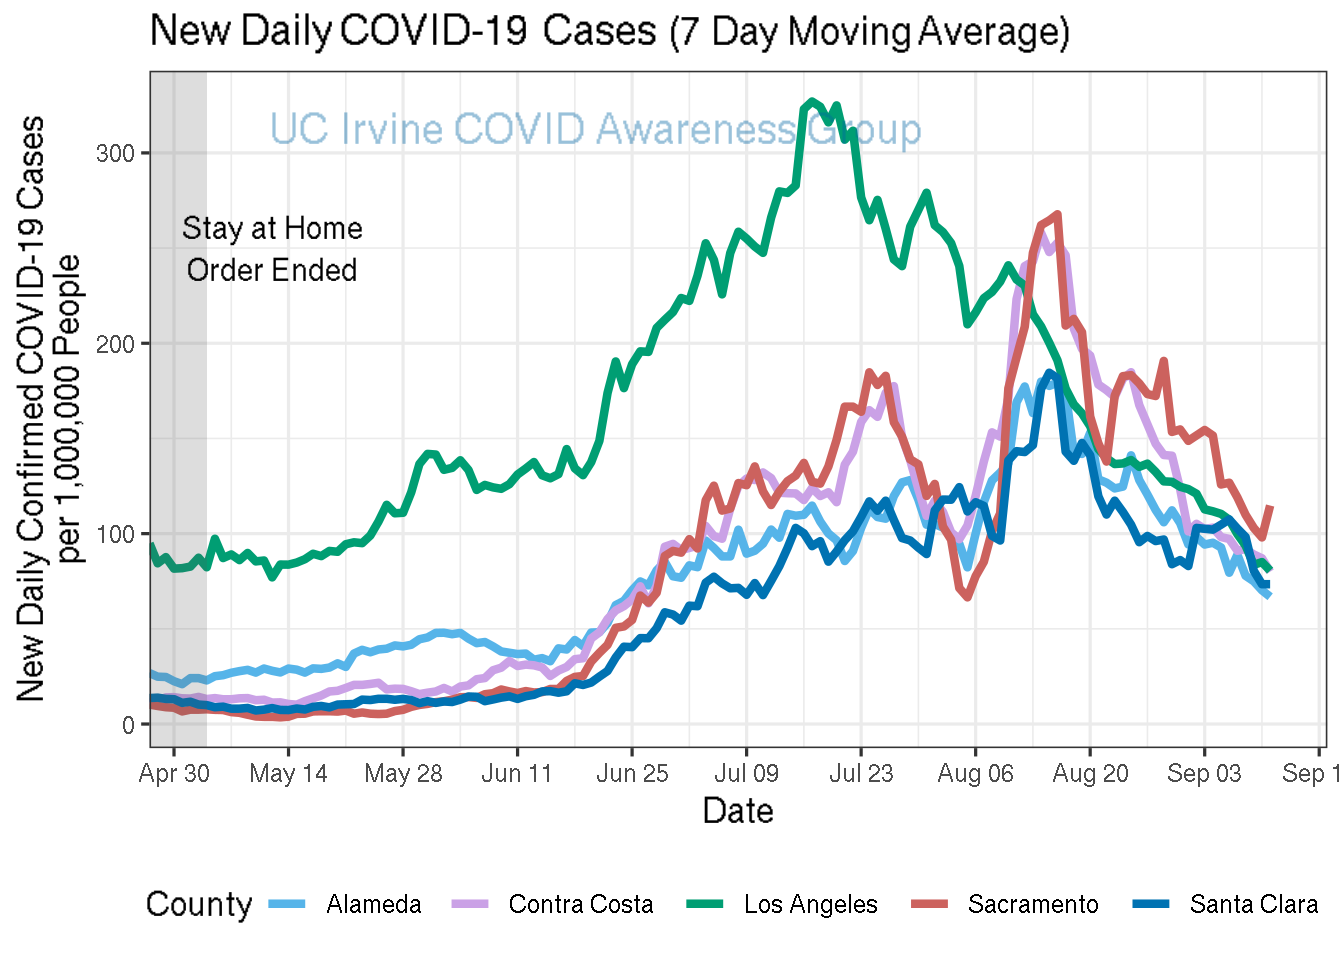 New Daily COVID-19 Cases (7 Day Moving Average)
UC Irvine COVID Awareness Group
Stay at Home
Order Ended
New Daily Confirmed COVID-19 Cases
per 1,000,000 People
300
200
100
0
Apr 30 May 14 May 28 Jun 11 Jun 25 Jul 09 Jul 23 Aug 06 Aug 20 Sep 03 Sep 1
Date
County Alameda Contra Costa Los Angeles Sacramento Santa Clara